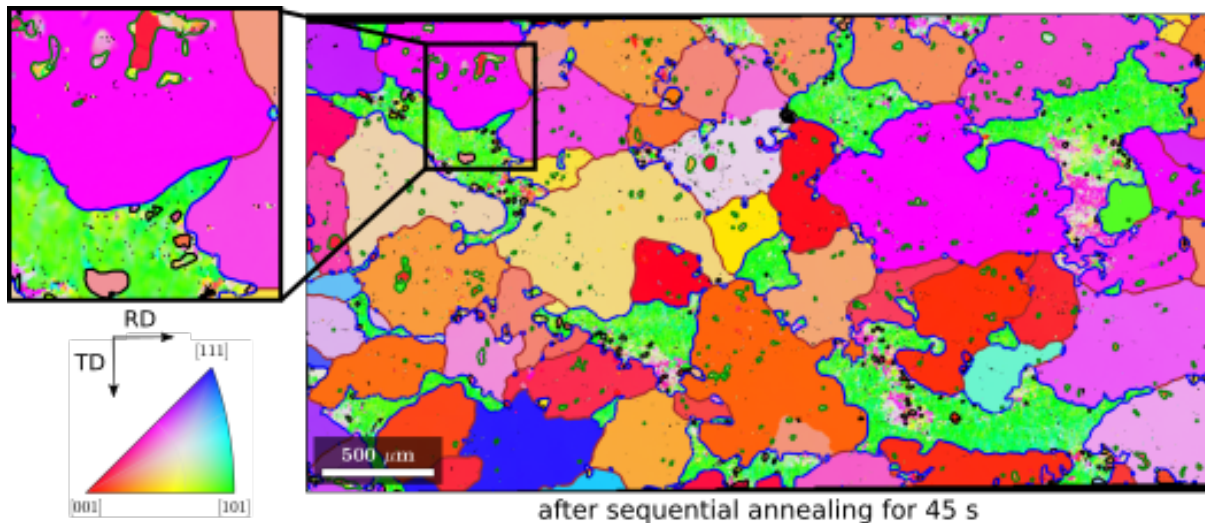 RD
TD
[111]
[001]
[101]
500 μm
after sequential annealing for 45 s